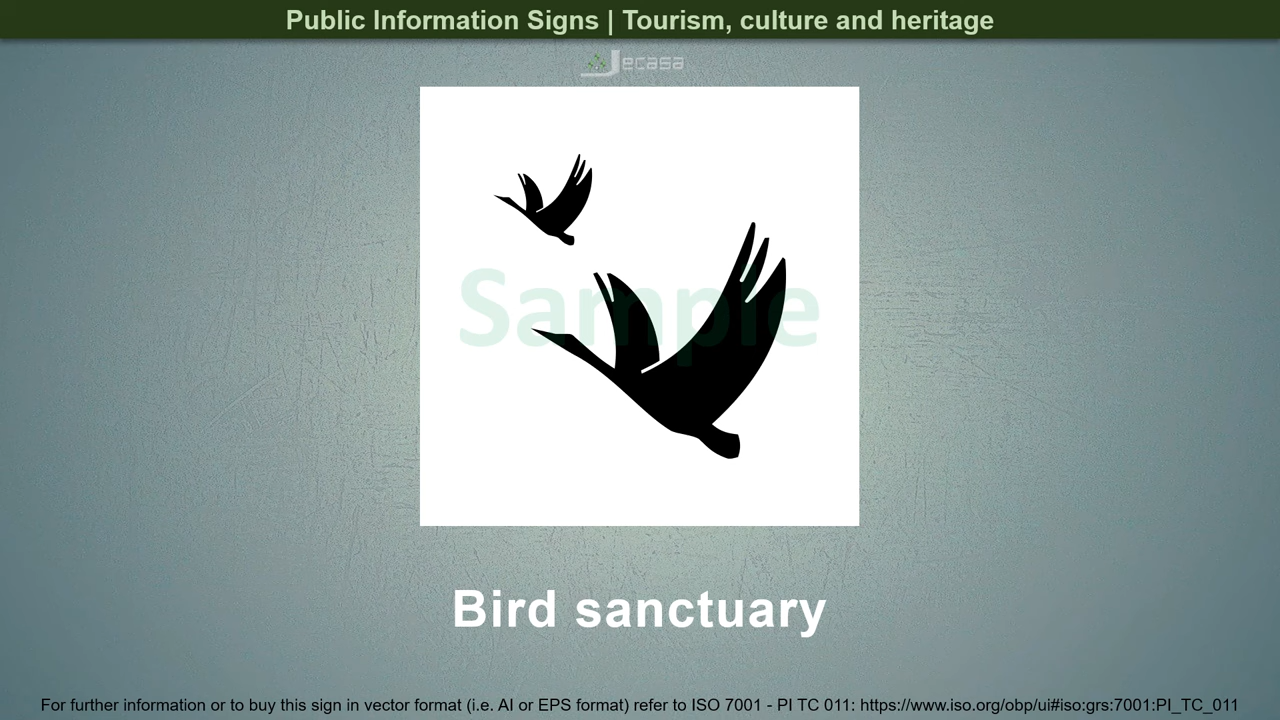 Public Information Signs | Tourism, culture and heritage
Jecasa
Sample
Bird sanctuary
For further information or to buy this sign in vector format (i.e. AI or EPS format) refer to ISO 7001 - PI TC 011: https://www.iso.org/obp/ui#iso:grs:7001:PI_TC_011